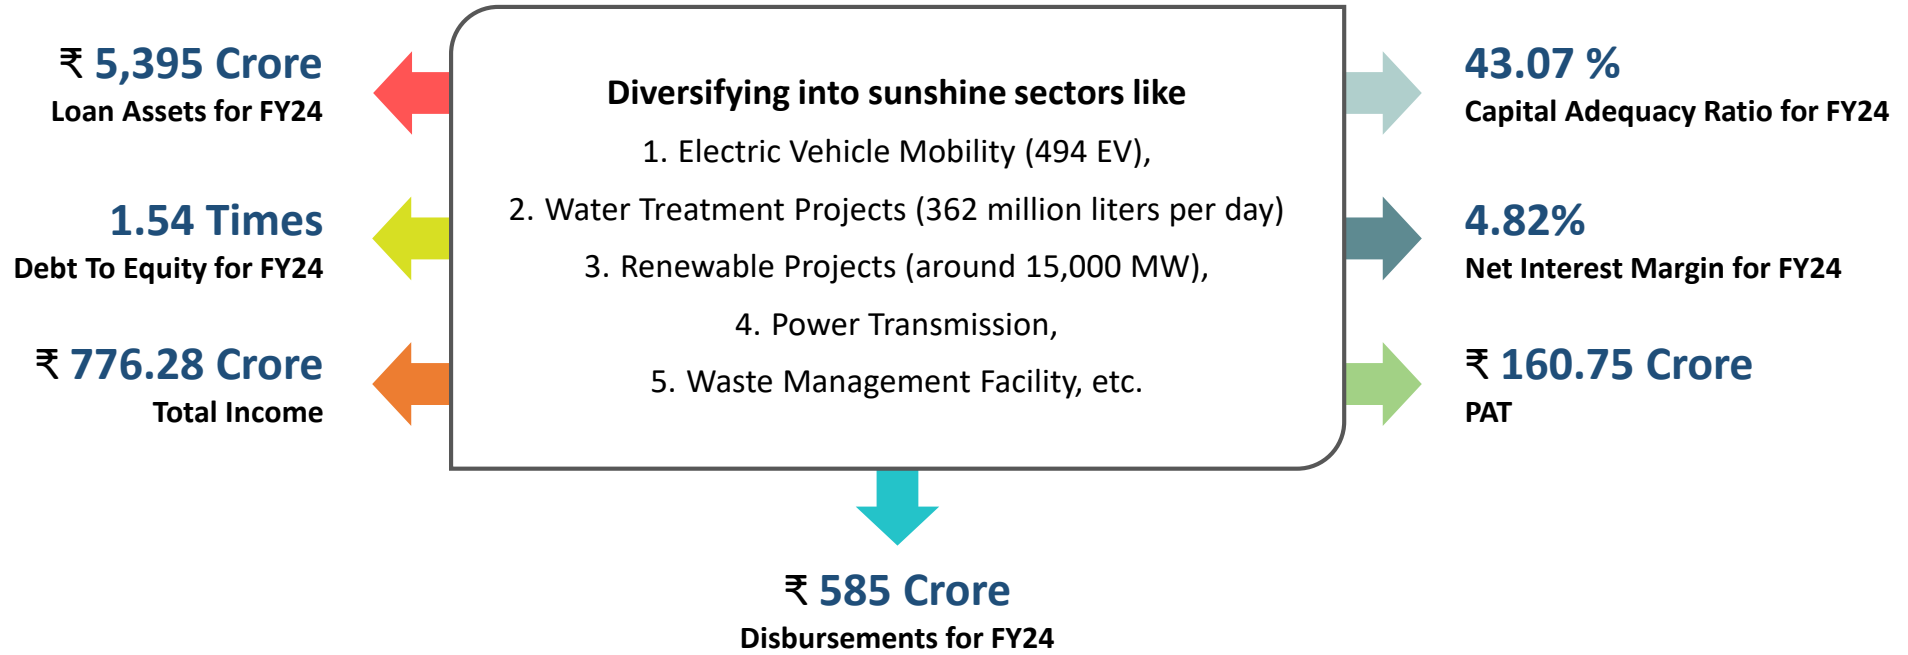 ₹ 5,395 Crore
Loan Assets for FY24
1.54 Times
Debt To Equity for FY24
₹ 776.28 Crore
Total Income
Diversifying into sunshine sectors like
1. Electric Vehicle Mobility (494 EV),
2. Water Treatment Projects (362 million liters per day)
3. Renewable Projects (around 15,000 MW),
4. Power Transmission,
5. Waste Management Facility, etc.
43.07 %
Capital Adequacy Ratio for FY24
4.82%
Net Interest Margin for FY24
₹ 160.75 Crore
PAT
₹ 585 Crore
Disbursements for FY24